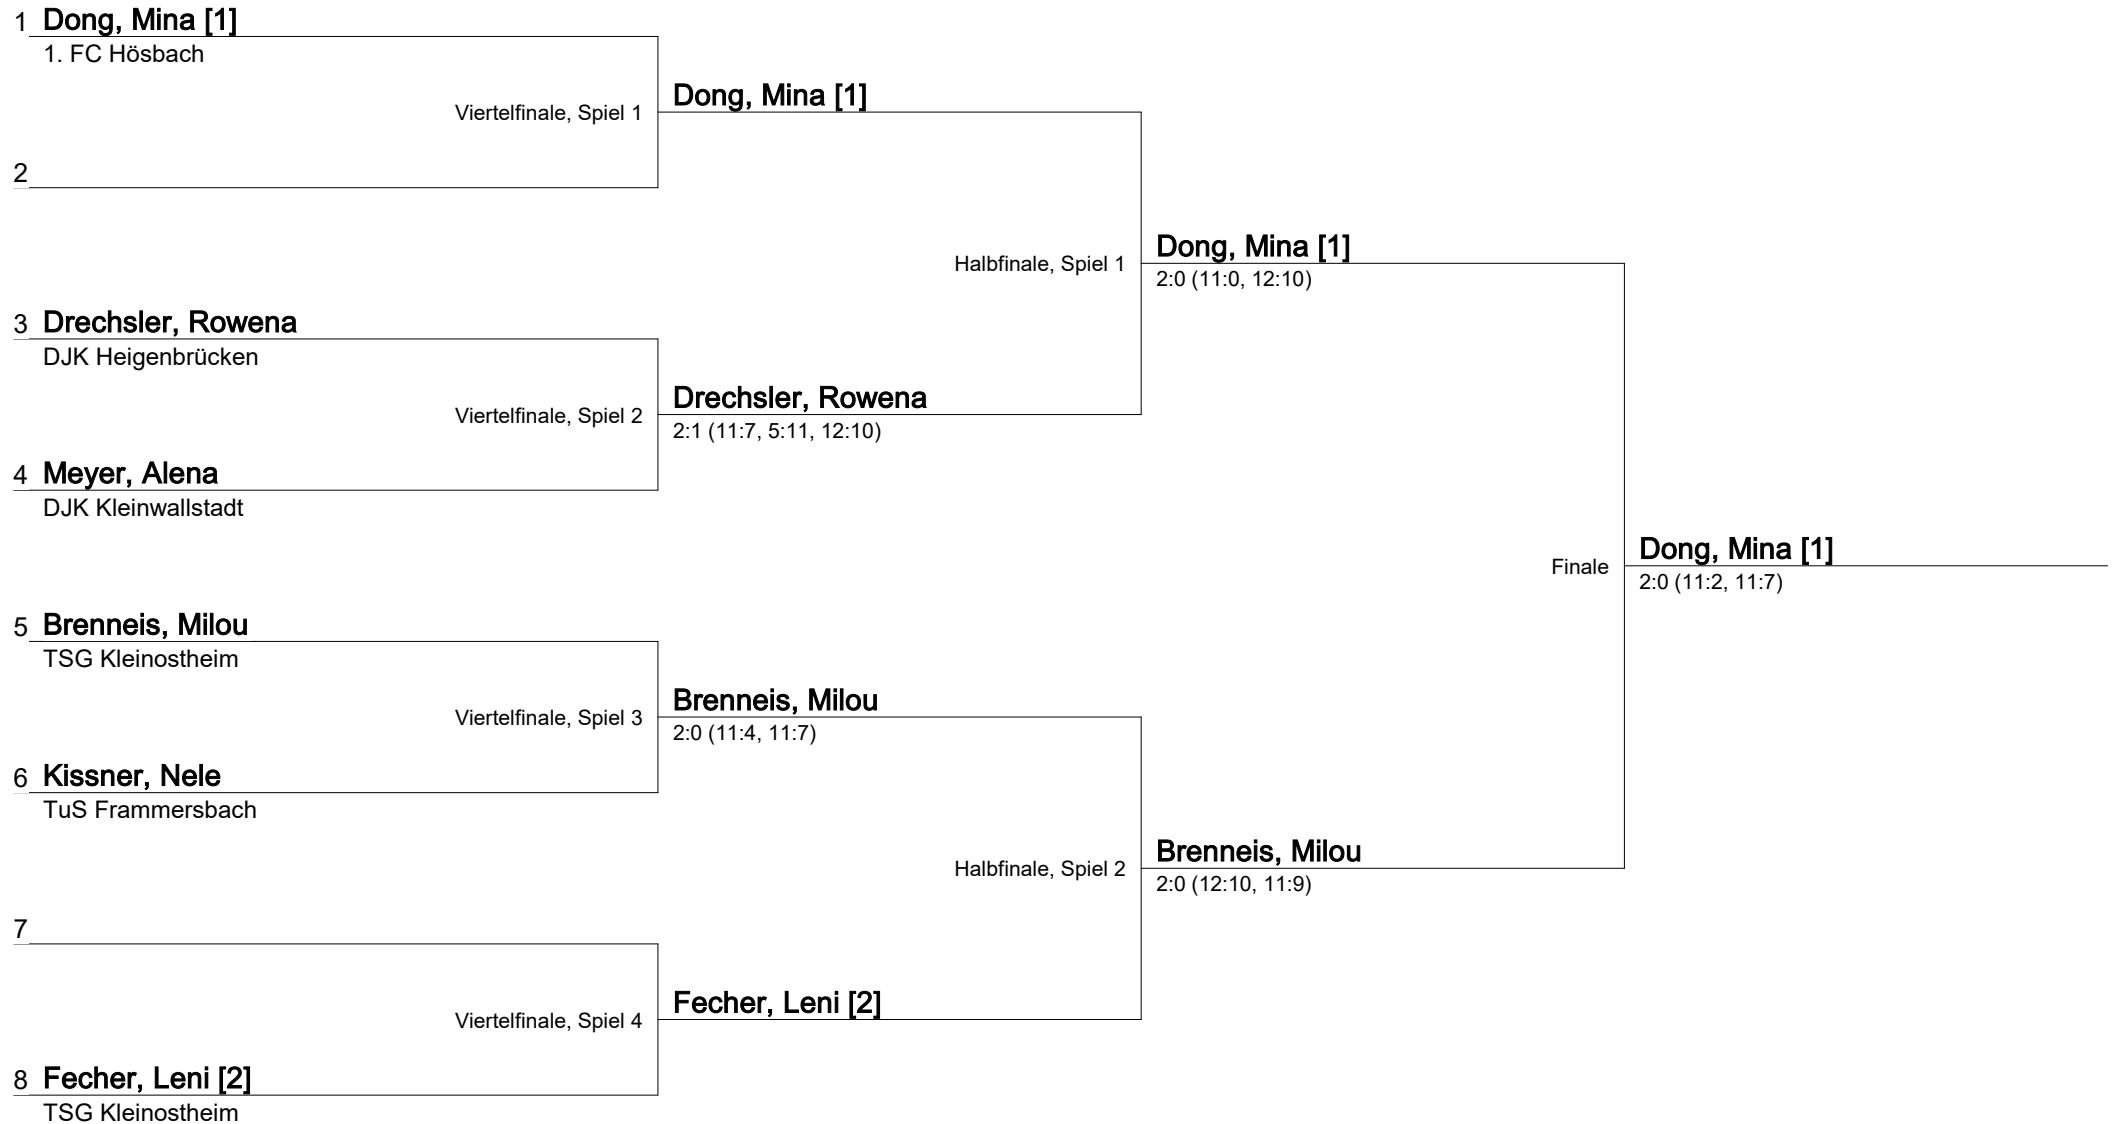 1 Dong, Mina [1]
1. FC Hösbach
Viertelfinale, Spiel 1
Dong, Mina [1]
2
Halbfinale, Spiel 1
Dong, Mina [1]
2:0 (11:0, 12:10)
3 Drechsler, Rowena
DJK Heigenbrücken
Viertelfinale, Spiel 2
Drechsler, Rowena
2:1 (11:7, 5:11, 12:10)
4 Meyer, Alena
DJK Kleinwallstadt
Finale
Dong, Mina [1]
2:0 (11:2, 11:7)
5 Brenneis, Milou
TSG Kleinostheim
Viertelfinale, Spiel 3
Brenneis, Milou
2:0 (11:4, 11:7)
6 Kissner, Nele
TuS Frammersbach
Halbfinale, Spiel 2
Brenneis, Milou
2:0 (12:10, 11:9)
7
Viertelfinale, Spiel 4
Fecher, Leni [2]
8 Fecher, Leni [2]
TSG Kleinostheim